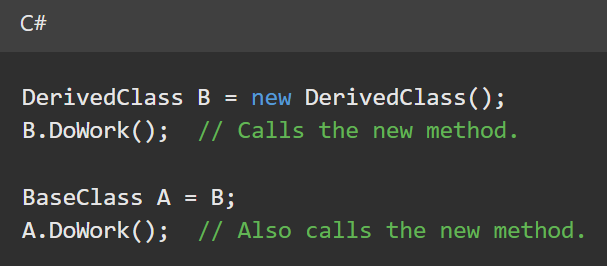 C#
DerivedClass B = new DerivedClass();
B.DoWork();  // Calls the new method.
BaseClass A = B;
A.DoWork();  // Also calls the new method.